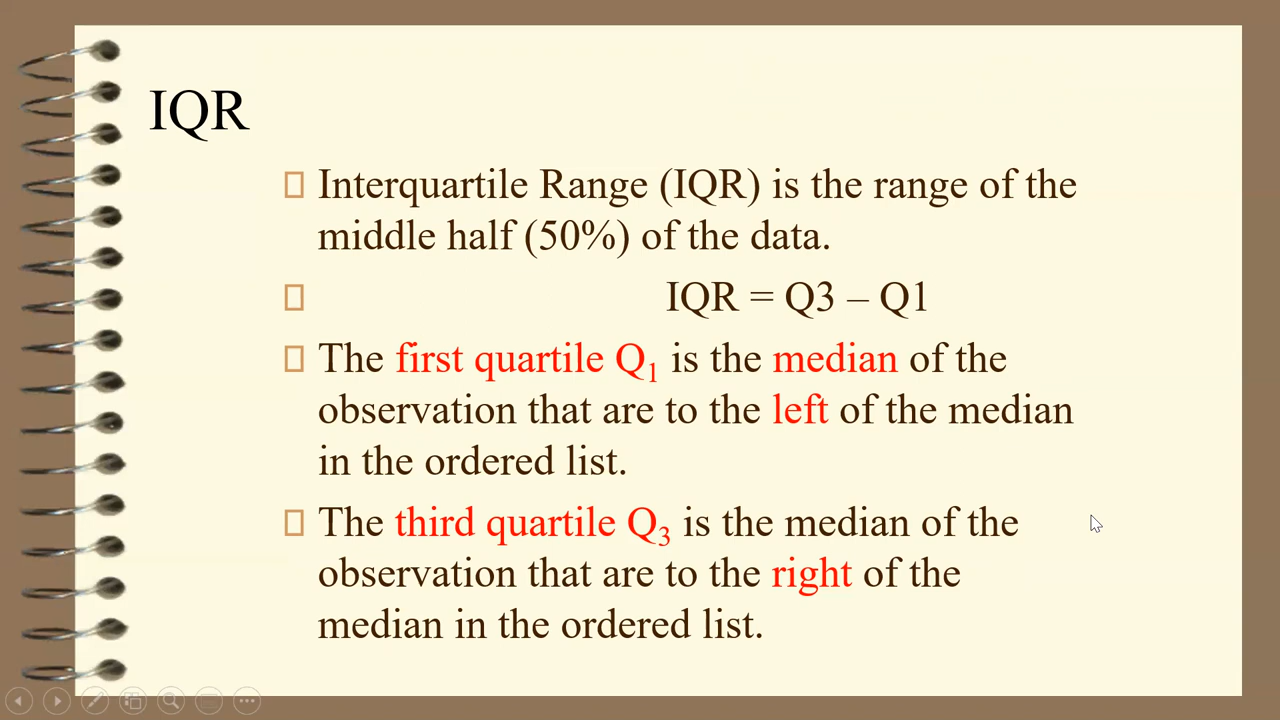 IQR
Interquartile Range (IQR) is the range of the
middle half (50%) of the data.
IQR = Q3 – Q1
The first quartile Q₁ is the median of the
observation that are to the left of the median
in the ordered list.
The third quartile Q₃ is the median of the
observation that are to the right of the
median in the ordered list.